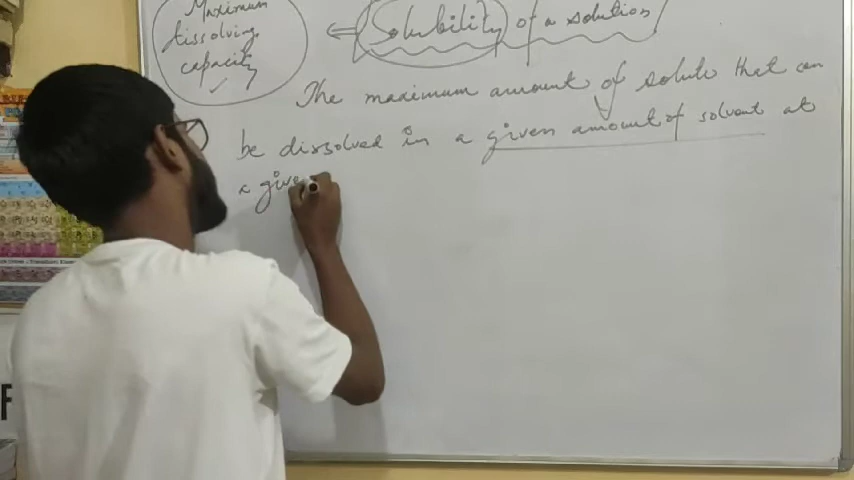 Maximum
dissolving
capacity
Solubility of a solution
The maximum amount of solute that can
be dissolved in a given amount of solvent at
a give
F